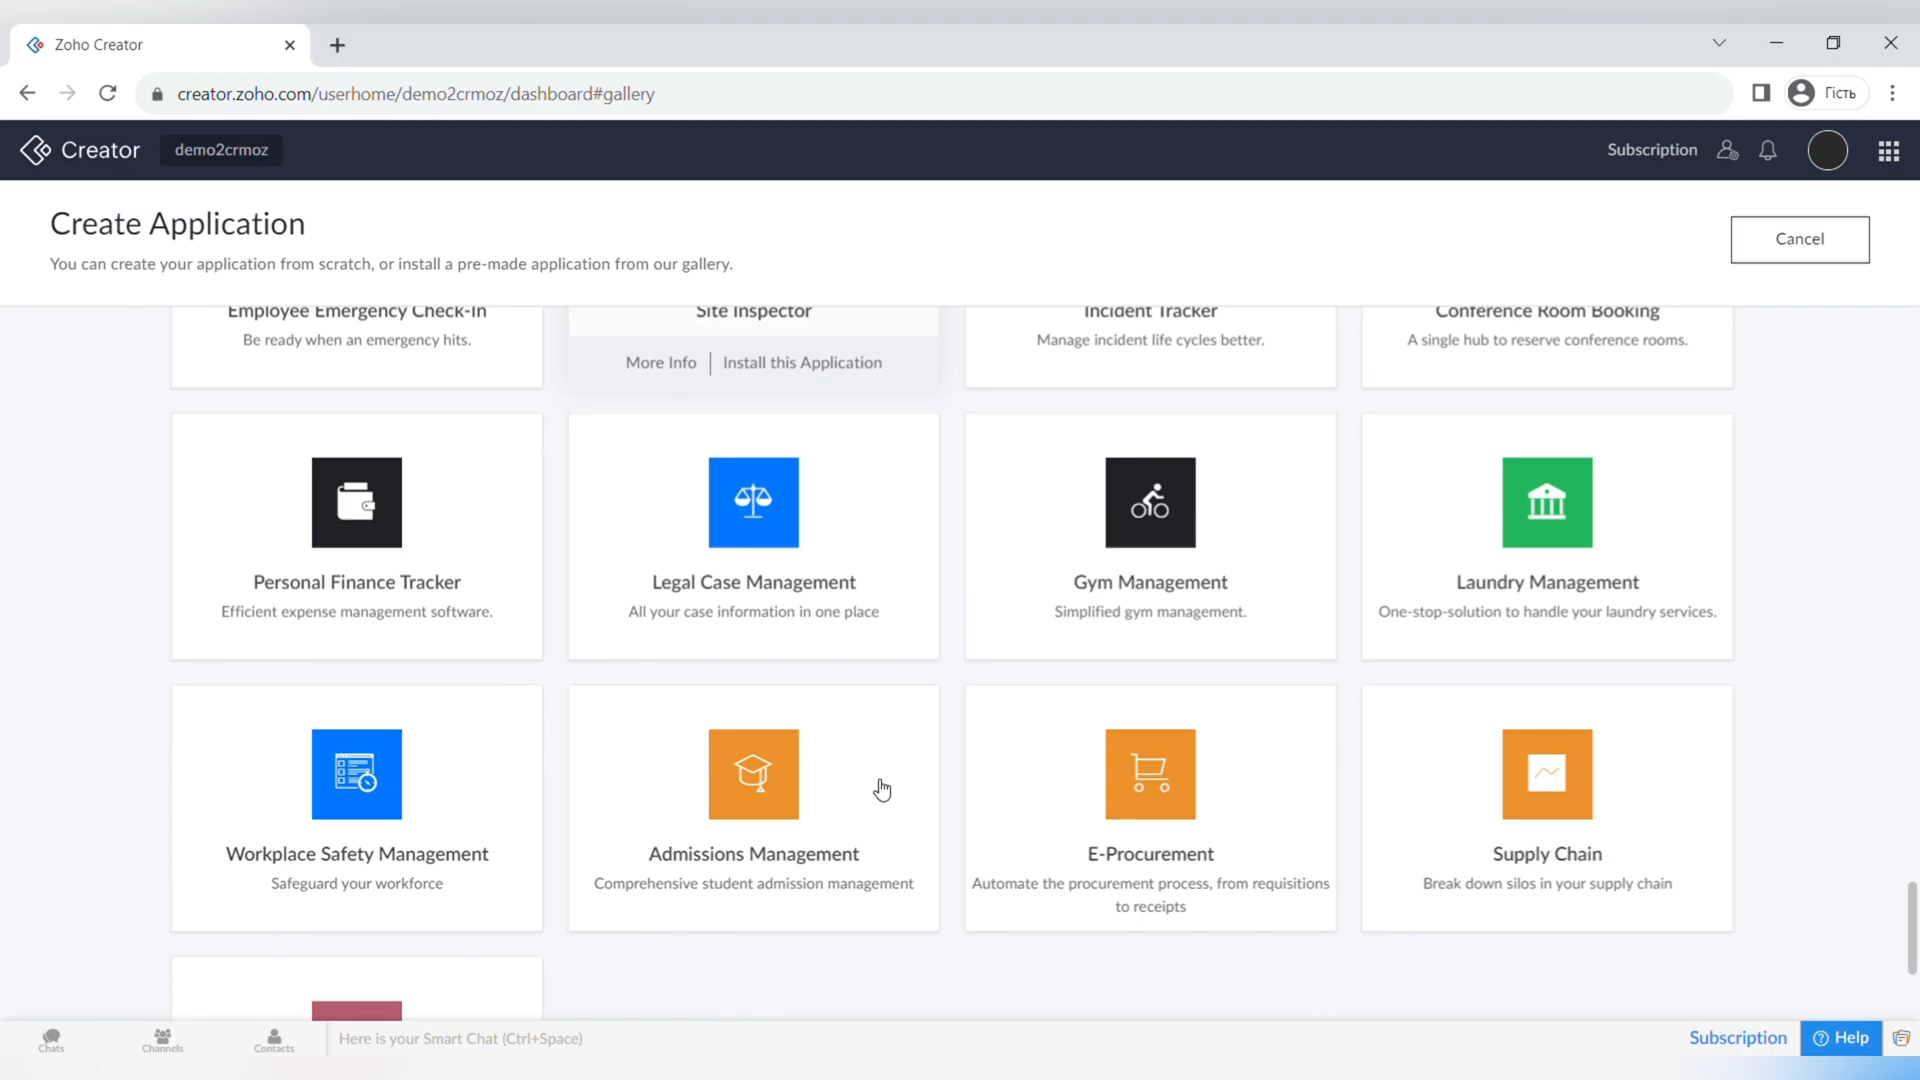 Zoho Creator
creator.zoho.com/userhome/demo2crmoz/dashboard#gallery
Гість
Creator
demo2crmoz
Subscription
Create Application
You can create your application from scratch, or install a pre-made application from our gallery.
Cancel
Employee Emergency Check-In
Be ready when an emergency hits.
Site Inspector
More Info | Install this Application
Incident Tracker
Manage incident life cycles better.
Conference Room Booking
A single hub to reserve conference rooms.
Personal Finance Tracker
Efficient expense management software.
Legal Case Management
All your case information in one place
Gym Management
Simplified gym management.
Laundry Management
One-stop-solution to handle your laundry services.
Workplace Safety Management
Safeguard your workforce
Admissions Management
Comprehensive student admission management
E-Procurement
Automate the procurement process, from requisitions
to receipts
Supply Chain
Break down silos in your supply chain
Chats
Channels
Contacts
Here is your Smart Chat (Ctrl+Space)
Subscription
Help